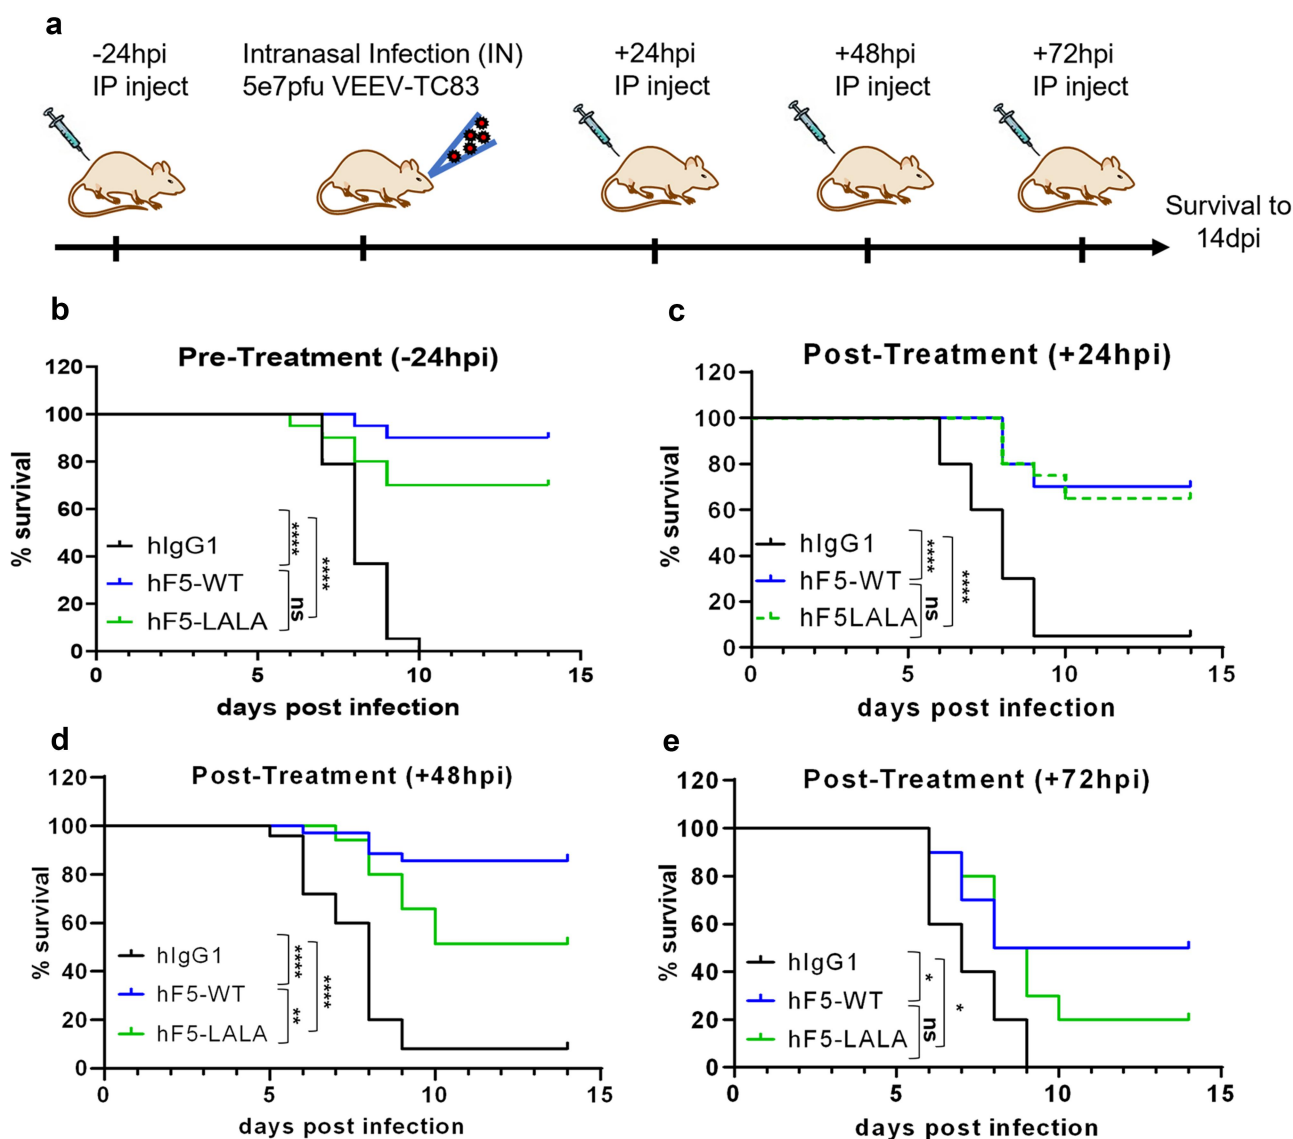 a
-24hpi
IP inject
Intranasal Infection (IN)
5e7pfu VEEV-TC83
+24hpi
IP inject
+48hpi
IP inject
+72hpi
IP inject
Survival to
14dpi
b
Pre-Treatment (-24hpi)
% survival
120
100
80
60
40
20
0
hIgG1
hF5-WT
hF5-LALA
****
ns
****
0 5 10 15
days post infection
c
Post-Treatment (+24hpi)
% survival
120
100
80
60
40
20
0
hIgG1
hF5-WT
hF5LALA
****
ns
****
0 5 10 15
days post infection
d
Post-Treatment (+48hpi)
% survival
120
100
80
60
40
20
0
hIgG1
hF5-WT
hF5-LALA
****
**
****
0 5 10 15
days post infection
e
Post-Treatment (+72hpi)
% survival
120
100
80
60
40
20
0
hIgG1
hF5-WT
hF5-LALA
*
ns
*
0 5 10 15
days post infection